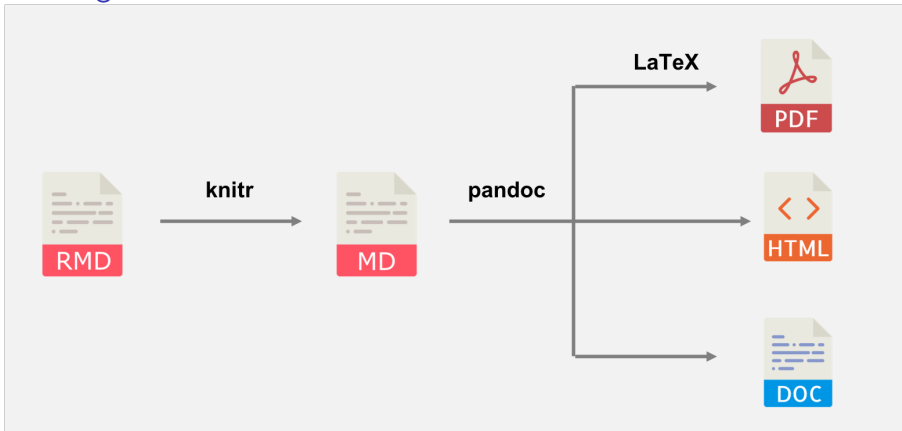 LaTeX
PDF
knitr
pandoc
RMD
MD
HTML
DOC